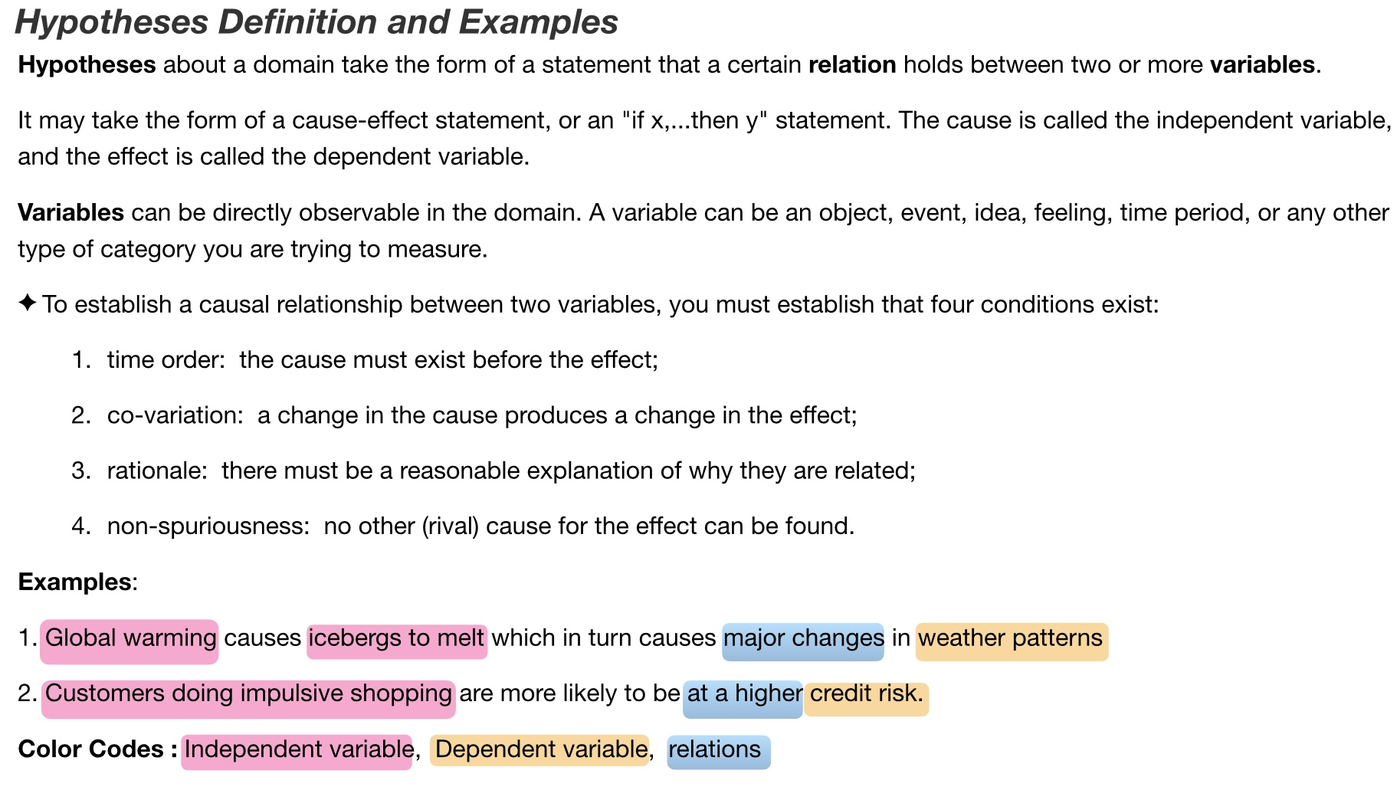 Hypotheses Definition and Examples
Hypotheses about a domain take the form of a statement that a certain relation holds between two or more variables.
It may take the form of a cause-effect statement, or an "if x,...then y" statement. The cause is called the independent variable,
and the effect is called the dependent variable.
Variables can be directly observable in the domain. A variable can be an object, event, idea, feeling, time period, or any other
type of category you are trying to measure.
✦ To establish a causal relationship between two variables, you must establish that four conditions exist:
1. time order: the cause must exist before the effect;
2. co-variation: a change in the cause produces a change in the effect;
3. rationale: there must be a reasonable explanation of why they are related;
4. non-spuriousness: no other (rival) cause for the effect can be found.
Examples:
1. Global warming causes icebergs to melt which in turn causes major changes in weather patterns
2. Customers doing impulsive shopping are more likely to be at a higher credit risk.
Color Codes : Independent variable, Dependent variable, relations